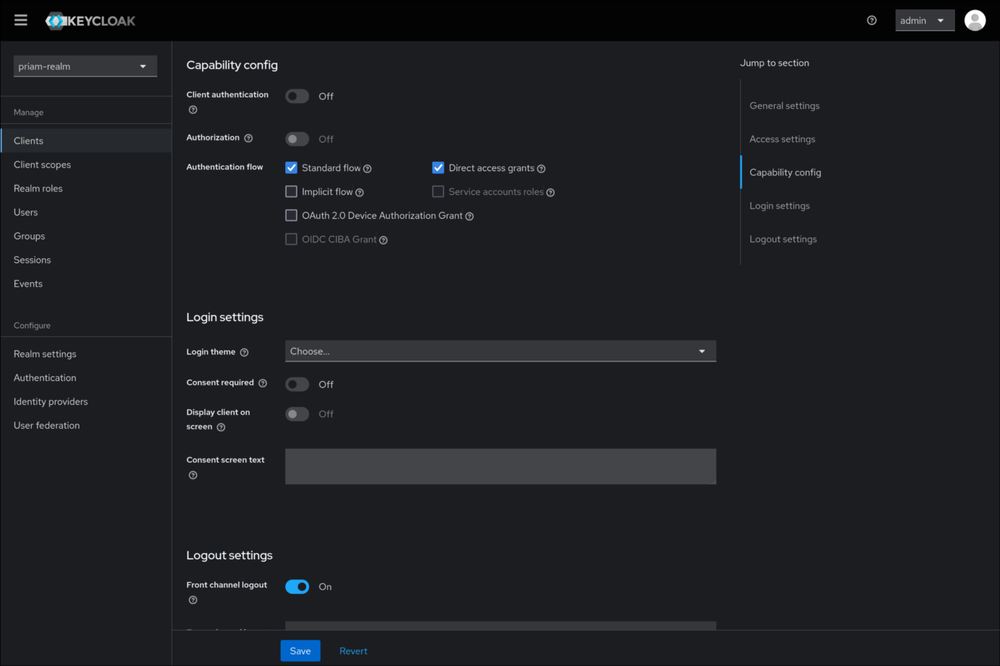 KEYCLOAK
admin
priam-realm
Manage
Clients
Client scopes
Realm roles
Users
Groups
Sessions
Events
Configure
Realm settings
Authentication
Identity providers
User federation
Capability config
Client authentication
Off
Authorization
Off
Authentication flow
Standard flow
Direct access grants
Implicit flow
Service accounts roles
OAuth 2.0 Device Authorization Grant
OIDC CIBA Grant
Login settings
Login theme
Choose...
Consent required
Off
Display client on
screen
Off
Consent screen text
Logout settings
Front channel logout
On
Save
Revert
Jump to section
General settings
Access settings
Capability config
Login settings
Logout settings